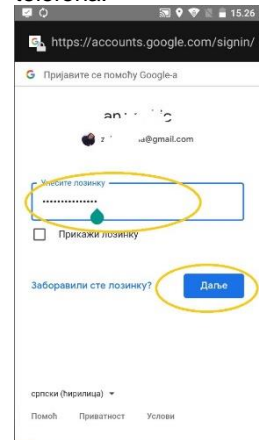 telefona.
15.26
https://accounts.google.com/signin/
G Пријавите се помоћу Google-а
@gmail.com
Унесите лозинку
Прикажи лозинку
Заборавили сте лозинку?
Даље
српски (ћирилица)
Помоћ Приватност Услови